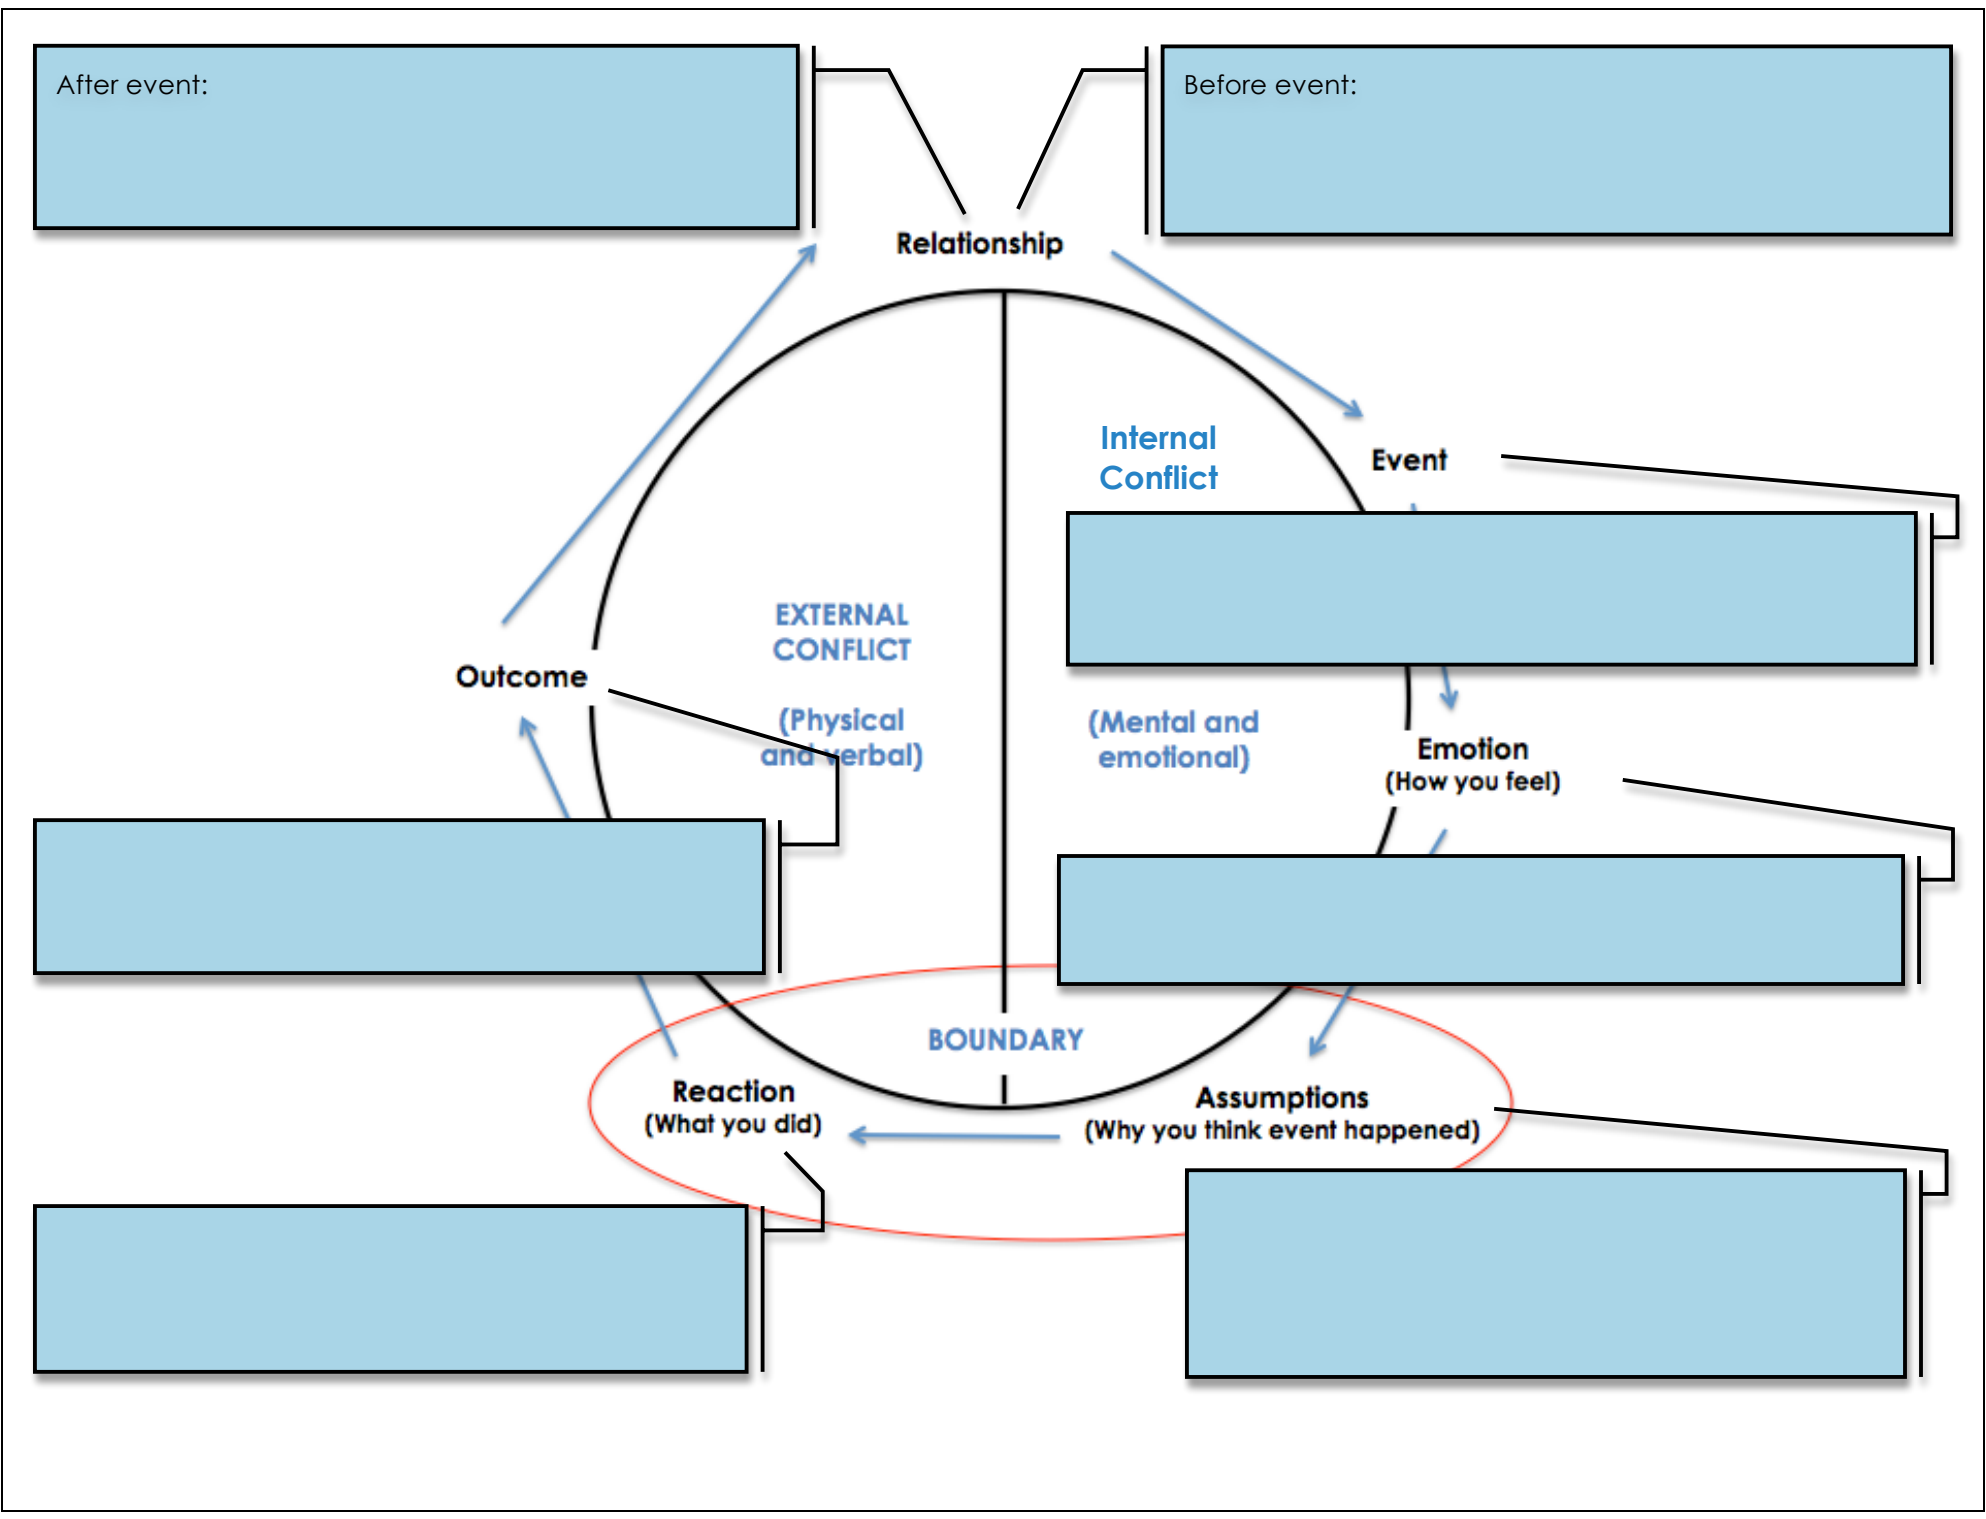 After event:
Before event:
Relationship
Internal
Conflict
Event
EXTERNAL
CONFLICT
Outcome
(Physical
and verbal)
(Mental and
emotional)
Emotion
(How you feel)
BOUNDARY
Reaction
(What you did)
Assumptions
(Why you think event happened)